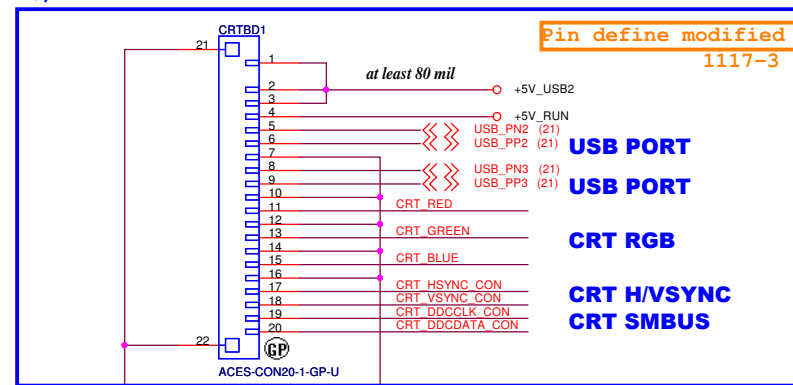 CRTBD1
Pin define modified
1117-3
21
1
at least 80 mil
2
+5V_USB2
3
4
+5V_RUN
5
USB_PN2 (21)
6
USB_PP2 (21)
USB PORT
7
8
USB_PN3 (21)
9
USB_PP3 (21)
USB PORT
10
11
CRT_RED
12
13
CRT_GREEN
CRT RGB
14
15
CRT_BLUE
16
17
CRT_HSYNC_CON
CRT H/VSYNC
18
CRT_VSYNC_CON
19
CRT_DDCCLK_CON
CRT SMBUS
20
CRT_DDCDATA_CON
22
GP
ACES-CON20-1-GP-U